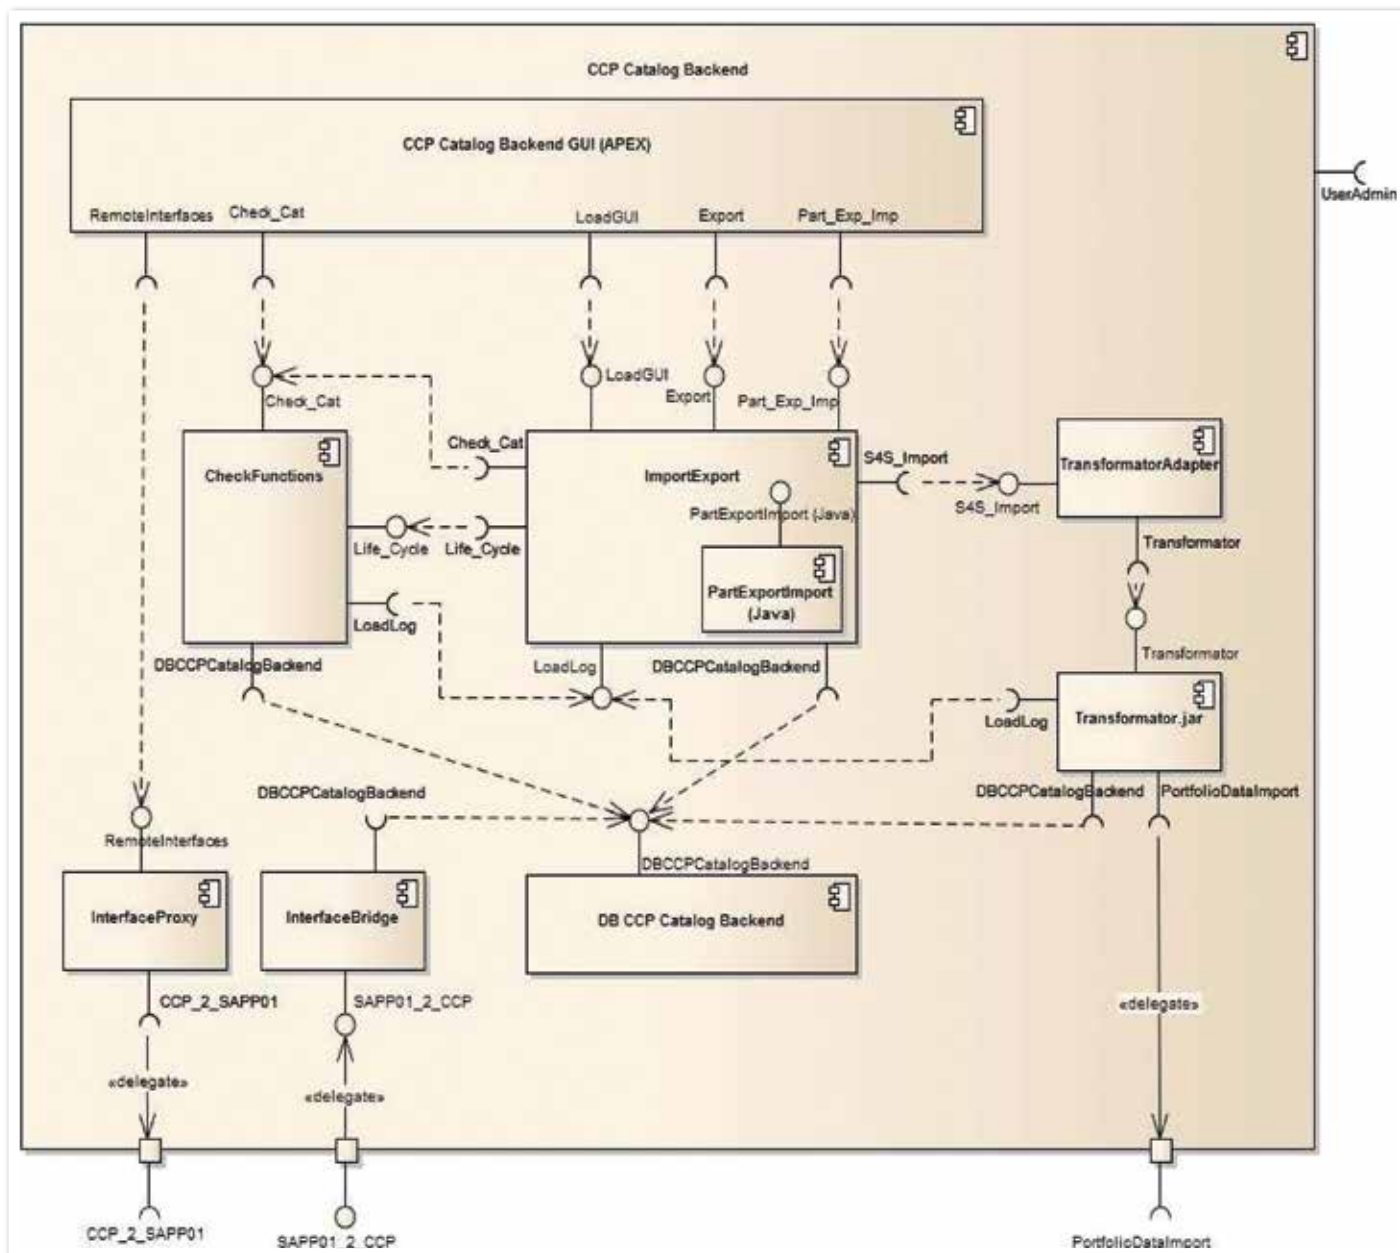 CCP Catalog Backend
CCP Catalog Backend GUI (APEX)
RemoteInterfaces
Check_Cat
LoadGUI
Export
Part_Exp_Imp
UserAdmin
LoadGUI
Export
Part_Exp_Imp
Check_Cat
Check_Cat
S4S_Import
CheckFunctions
ImportExport
TransformatorAdapter
S4S_Import
PartExportImport (Java)
Life_Cycle
Life_Cycle
Transformator
PartExportImport
(Java)
LoadLog
DBCCPCatalogBackend
LoadLog
DBCCPCatalogBackend
Transformator
LoadLog
Transformator.jar
DBCCPCatalogBackend
DBCCPCatalogBackend
PortfolioDataImport
RemoteInterfaces
DBCCPCatalogBackend
InterfaceProxy
InterfaceBridge
DB CCP Catalog Backend
CCP_2_SAPP01
SAPP01_2_CCP
«delegate»
«delegate»
«delegate»
CCP_2_SAPP01
SAPP01_2_CCP
PortfolioDataImport